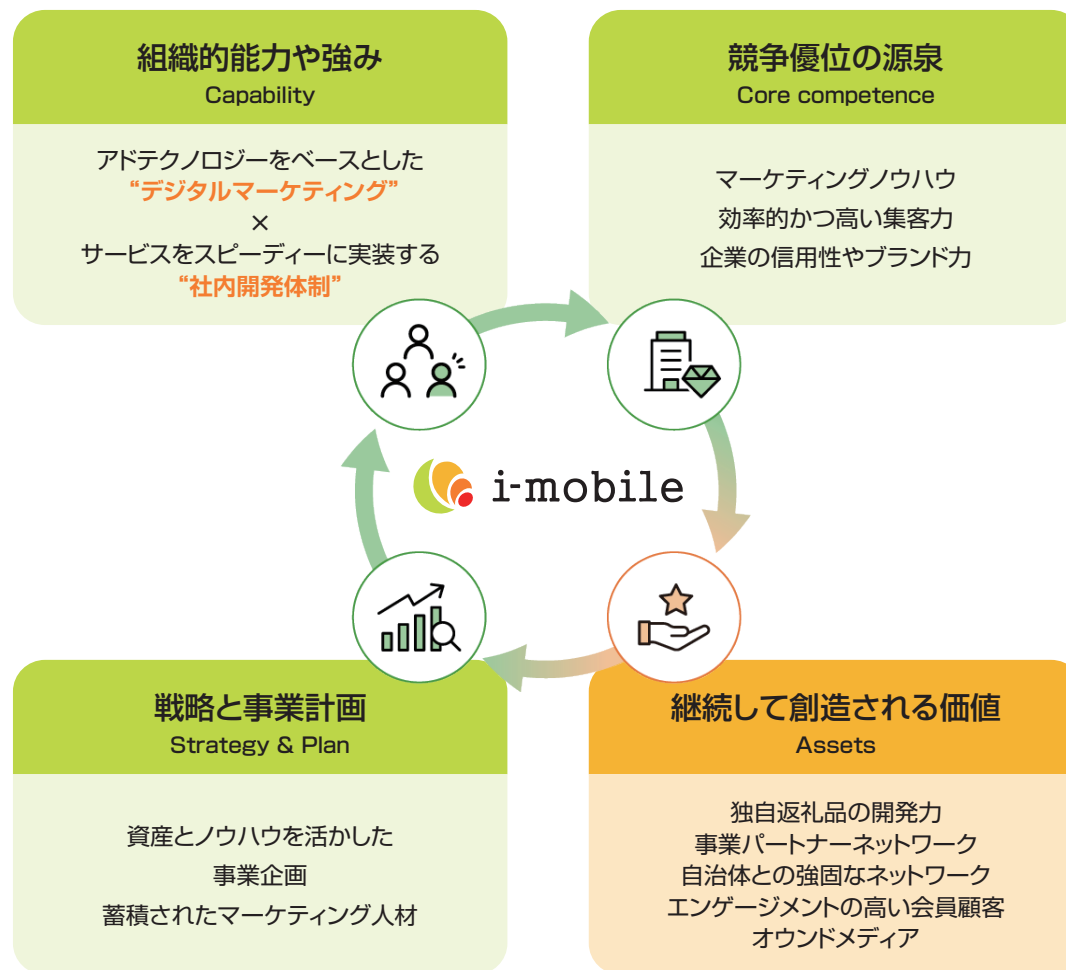 組織的能力や強み
Capability
アドテクノロジーをベースとした
“デジタルマーケティング”
×
サービスをスピーディーに実装する
“社内開発体制”
競争優位の源泉
Core competence
マーケティングノウハウ
効率的かつ高い集客力
企業の信用性やブランド力
i-mobile
戦略と事業計画
Strategy & Plan
資産とノウハウを活かした
事業企画
蓄積されたマーケティング人材
継続して創造される価値
Assets
独自返礼品の開発力
事業パートナーネットワーク
自治体との強固なネットワーク
エンゲージメントの高い会員顧客
オウンドメディア